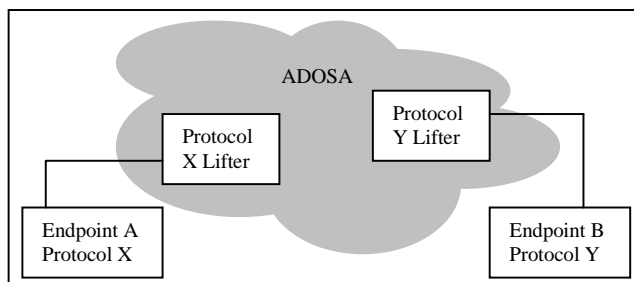 ADOSA
Protocol
Y Lifter
Protocol
X Lifter
Endpoint A
Protocol X
Endpoint B
Protocol Y